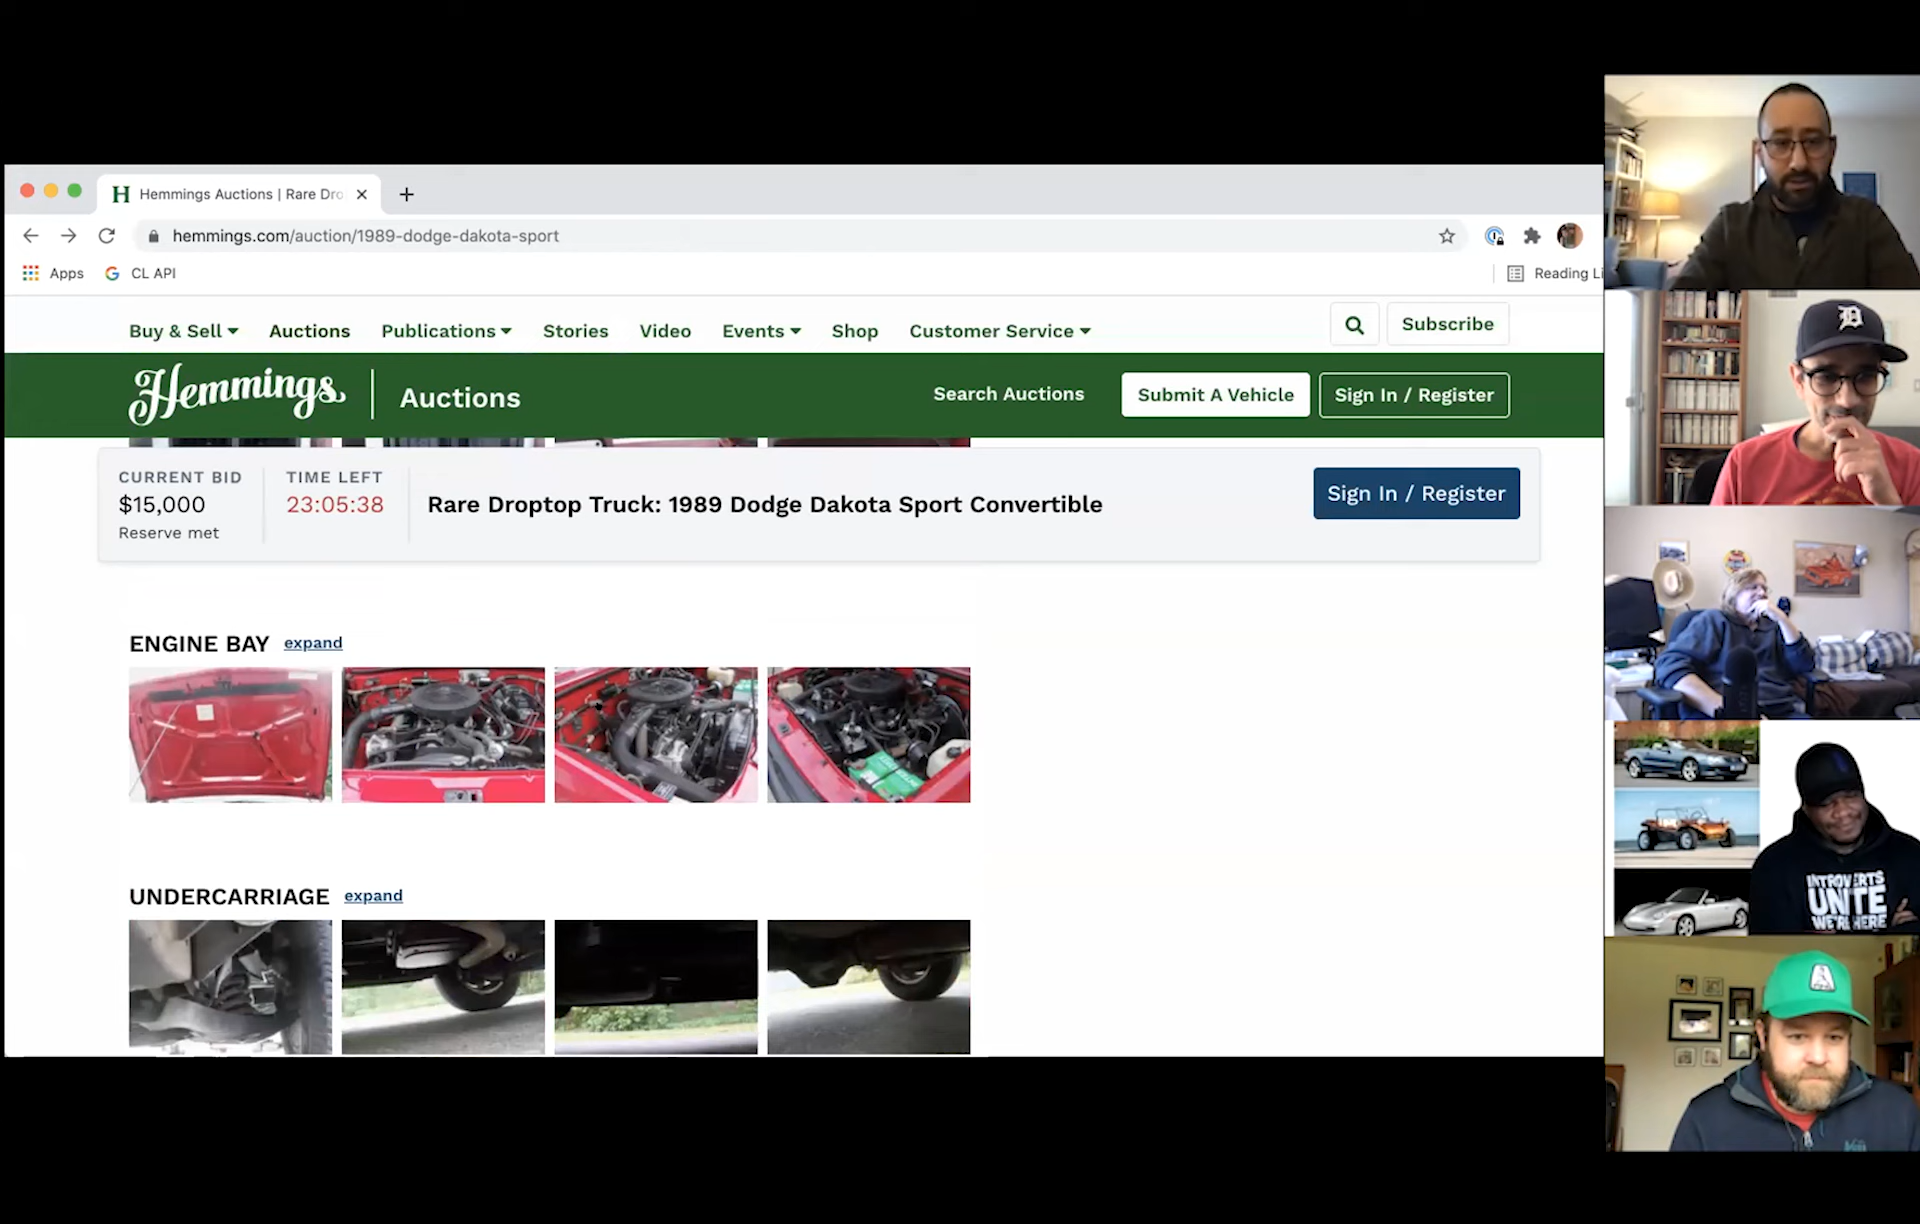 Hemmings Auctions | Rare Dro
hemmings.com/auction/1989-dodge-dakota-sport
Apps
CL API
Reading Li
Buy & Sell
Auctions
Publications
Stories
Video
Events
Shop
Customer Service
Subscribe
Hemmings
Auctions
Search Auctions
Submit A Vehicle
Sign In / Register
CURRENT BID
$15,000
Reserve met
TIME LEFT
23:05:38
Rare Droptop Truck: 1989 Dodge Dakota Sport Convertible
Sign In / Register
ENGINE BAY
expand
UNDERCARRIAGE
expand
D
INTROVERTS
UNITE
WE'RE HERE